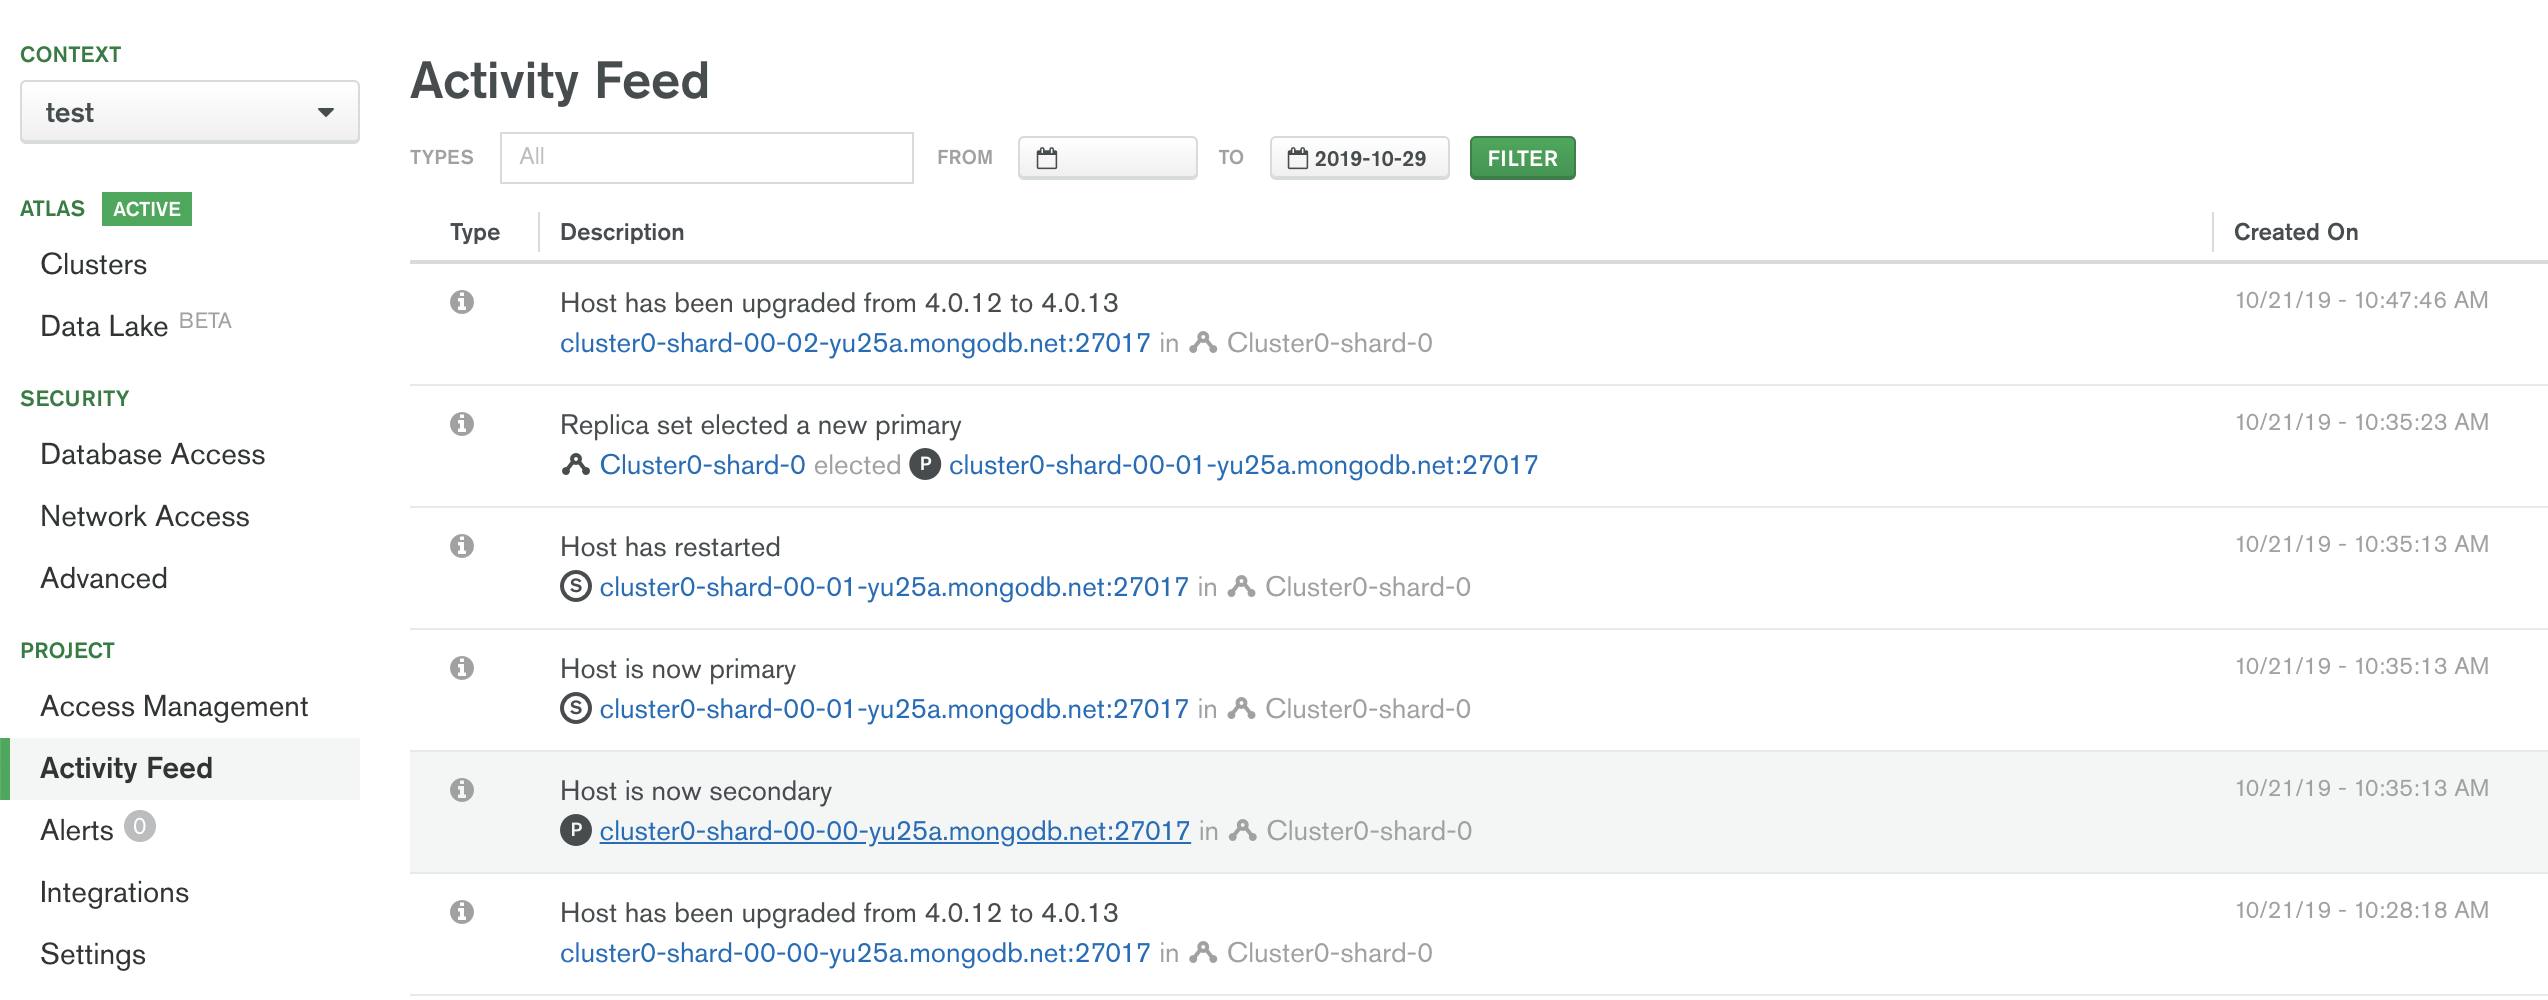 CONTEXT
test
ATLAS ACTIVE
Clusters
Data Lake BETA
SECURITY
Database Access
Network Access
Advanced
PROJECT
Access Management
Activity Feed
Alerts 0
Integrations
Settings
Activity Feed
TYPES All FROM TO 2019-10-29 FILTER
Type Description Created On
Host has been upgraded from 4.0.12 to 4.0.13 10/21/19 - 10:47:46 AM
cluster0-shard-00-02-yu25a.mongodb.net:27017 in Cluster0-shard-0
Replica set elected a new primary 10/21/19 - 10:35:23 AM
Cluster0-shard-0 elected P cluster0-shard-00-01-yu25a.mongodb.net:27017
Host has restarted 10/21/19 - 10:35:13 AM
S cluster0-shard-00-01-yu25a.mongodb.net:27017 in Cluster0-shard-0
Host is now primary 10/21/19 - 10:35:13 AM
S cluster0-shard-00-01-yu25a.mongodb.net:27017 in Cluster0-shard-0
Host is now secondary 10/21/19 - 10:35:13 AM
P cluster0-shard-00-00-yu25a.mongodb.net:27017 in Cluster0-shard-0
Host has been upgraded from 4.0.12 to 4.0.13 10/21/19 - 10:28:18 AM
cluster0-shard-00-00-yu25a.mongodb.net:27017 in Cluster0-shard-0